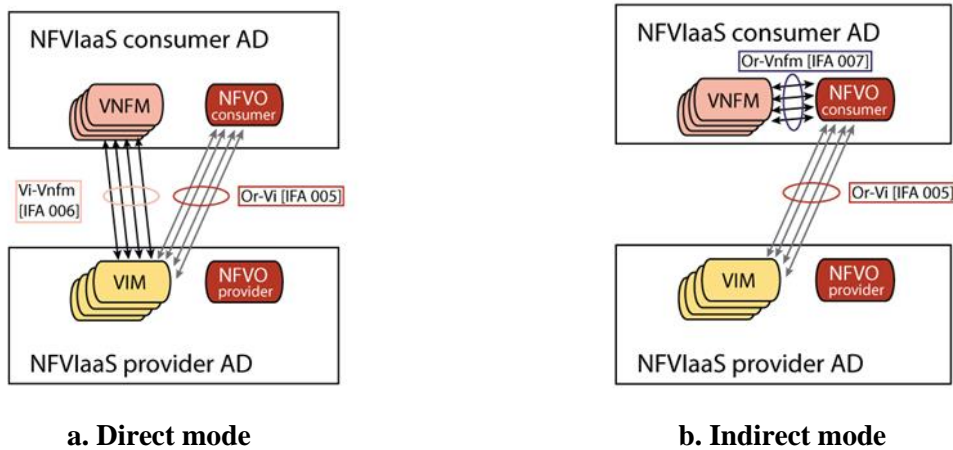 NFVIaaS consumer AD
VNFM
NFVO
consumer
Vi-Vnfm
[IFA 006]
Or-Vi [IFA 005]
VIM
NFVO
provider
NFVIaaS provider AD
a. Direct mode
NFVIaaS consumer AD
Or-Vnfm [IFA 007]
VNFM
NFVO
consumer
Or-Vi [IFA 005]
VIM
NFVO
provider
NFVIaaS provider AD
b. Indirect mode